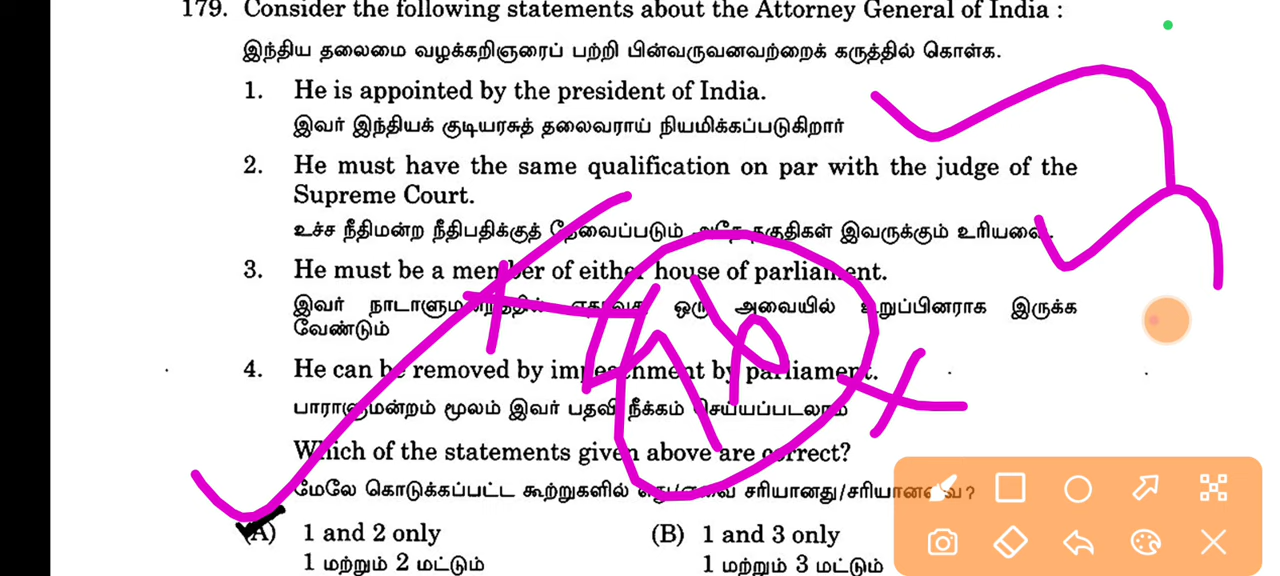 179. Consider the following statements about the Attorney General of India :
இந்திய தலைமை வழக்கறிஞரைப் பற்றி பின்வருவனவற்றைக் கருத்தில் கொள்க.
1. He is appointed by the president of India.
இவர் இந்தியக் குடியரசுத் தலைவராய் நியமிக்கப்படுகிறார்
2. He must have the same qualification on par with the judge of the
Supreme Court.
உச்ச நீதிமன்ற நீதிபதிக்குத் தேவைப்படும் அதே தகுதிகள் இவருக்கும் உரியவை.
3. He must be a member of either house of parliament.
இவர் நாடாளுமன்றத்தில் ஏதாவது ஒரு அவையில் உறுப்பினராக இருக்க
வேண்டும்
4. He can be removed by impeachment by parliament.
பாராளுமன்றம் மூலம் இவர் பதவி நீக்கம் செய்யப்படலாம்
Which of the statements given above are correct?
மேலே கொடுக்கப்பட்ட கூற்றுகளில் எது/எவை சரியானது/சரியானவை?
(A) 1 and 2 only
1 மற்றும் 2 மட்டும்
(B) 1 and 3 only
1 மற்றும் 3 மட்டும்